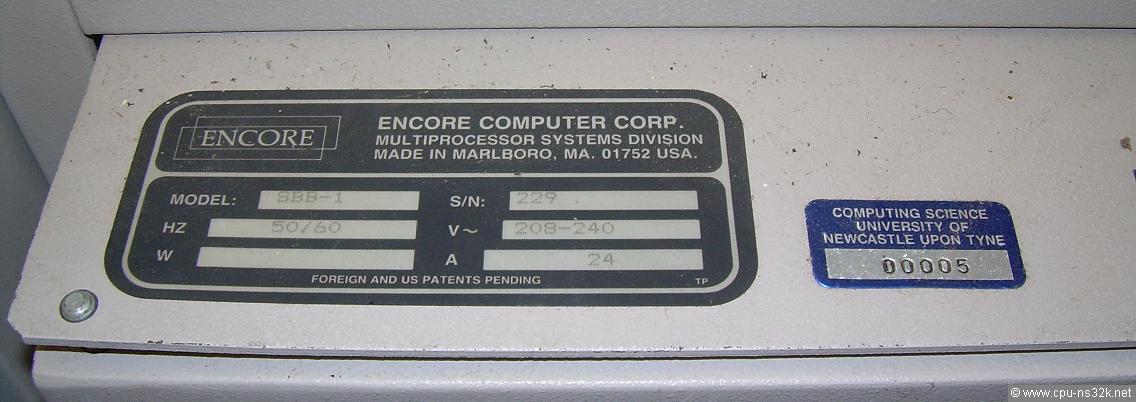 ENCORE
ENCORE COMPUTER CORP.
MULTIPROCESSOR SYSTEMS DIVISION
MADE IN MARLBORO, MA. 01752 USA.
MODEL: SBB-1 S/N: 229
HZ 50/60 V~ 208-240
W A 24
FOREIGN AND US PATENTS PENDING TP
COMPUTING SCIENCE
UNIVERSITY OF
NEWCASTLE UPON TYNE
00005
© www.cpu-ns32k.net